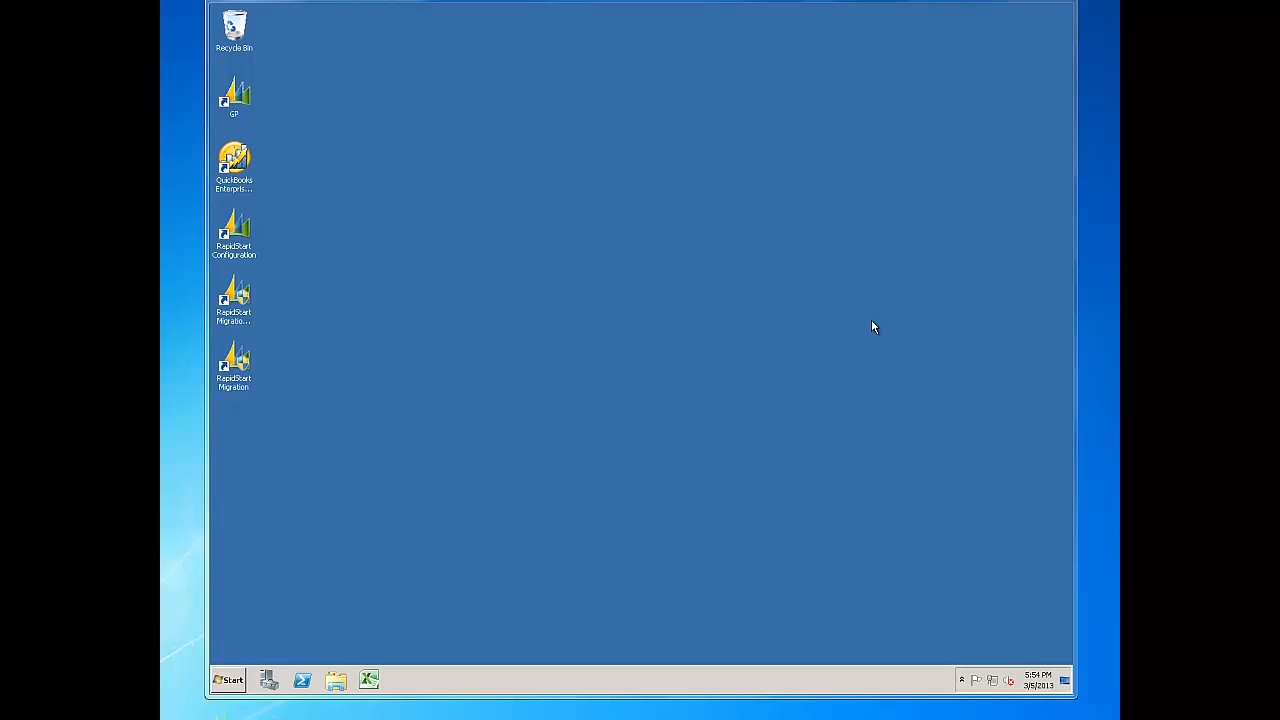 Recycle Bin
GP
QuickBooks
Enterpris...
RapidStart
Configuration
RapidStart
Migratio...
RapidStart
Migration
Start
5:54 PM
3/5/2013